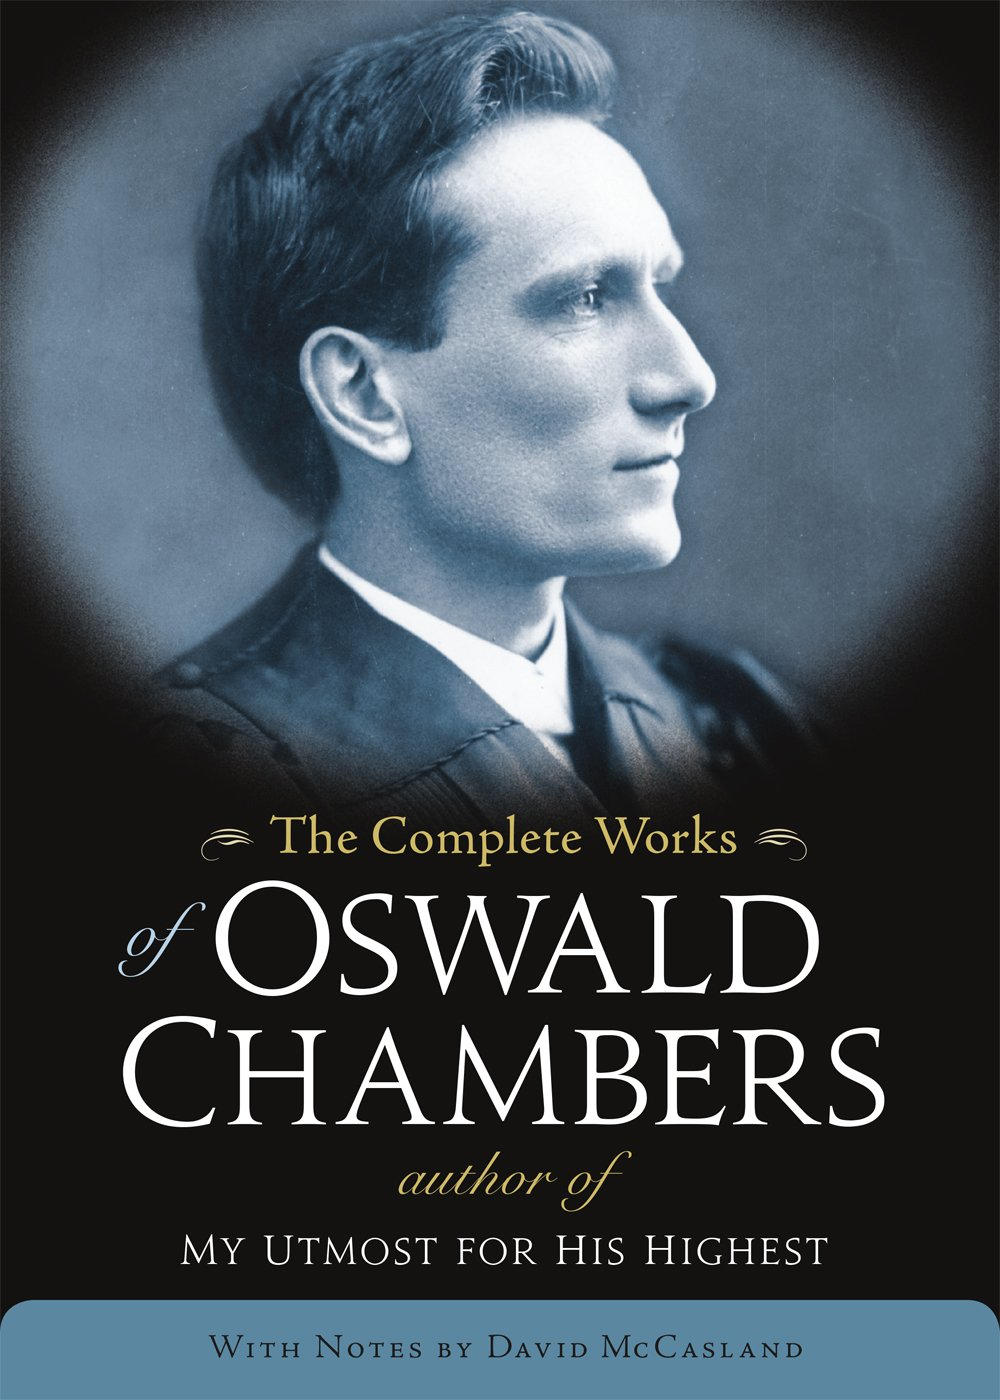 The Complete Works
of OSWALD
CHAMBERS
author of
MY UTMOST FOR HIS HIGHEST
WITH NOTES BY DAVID MCCASLAND